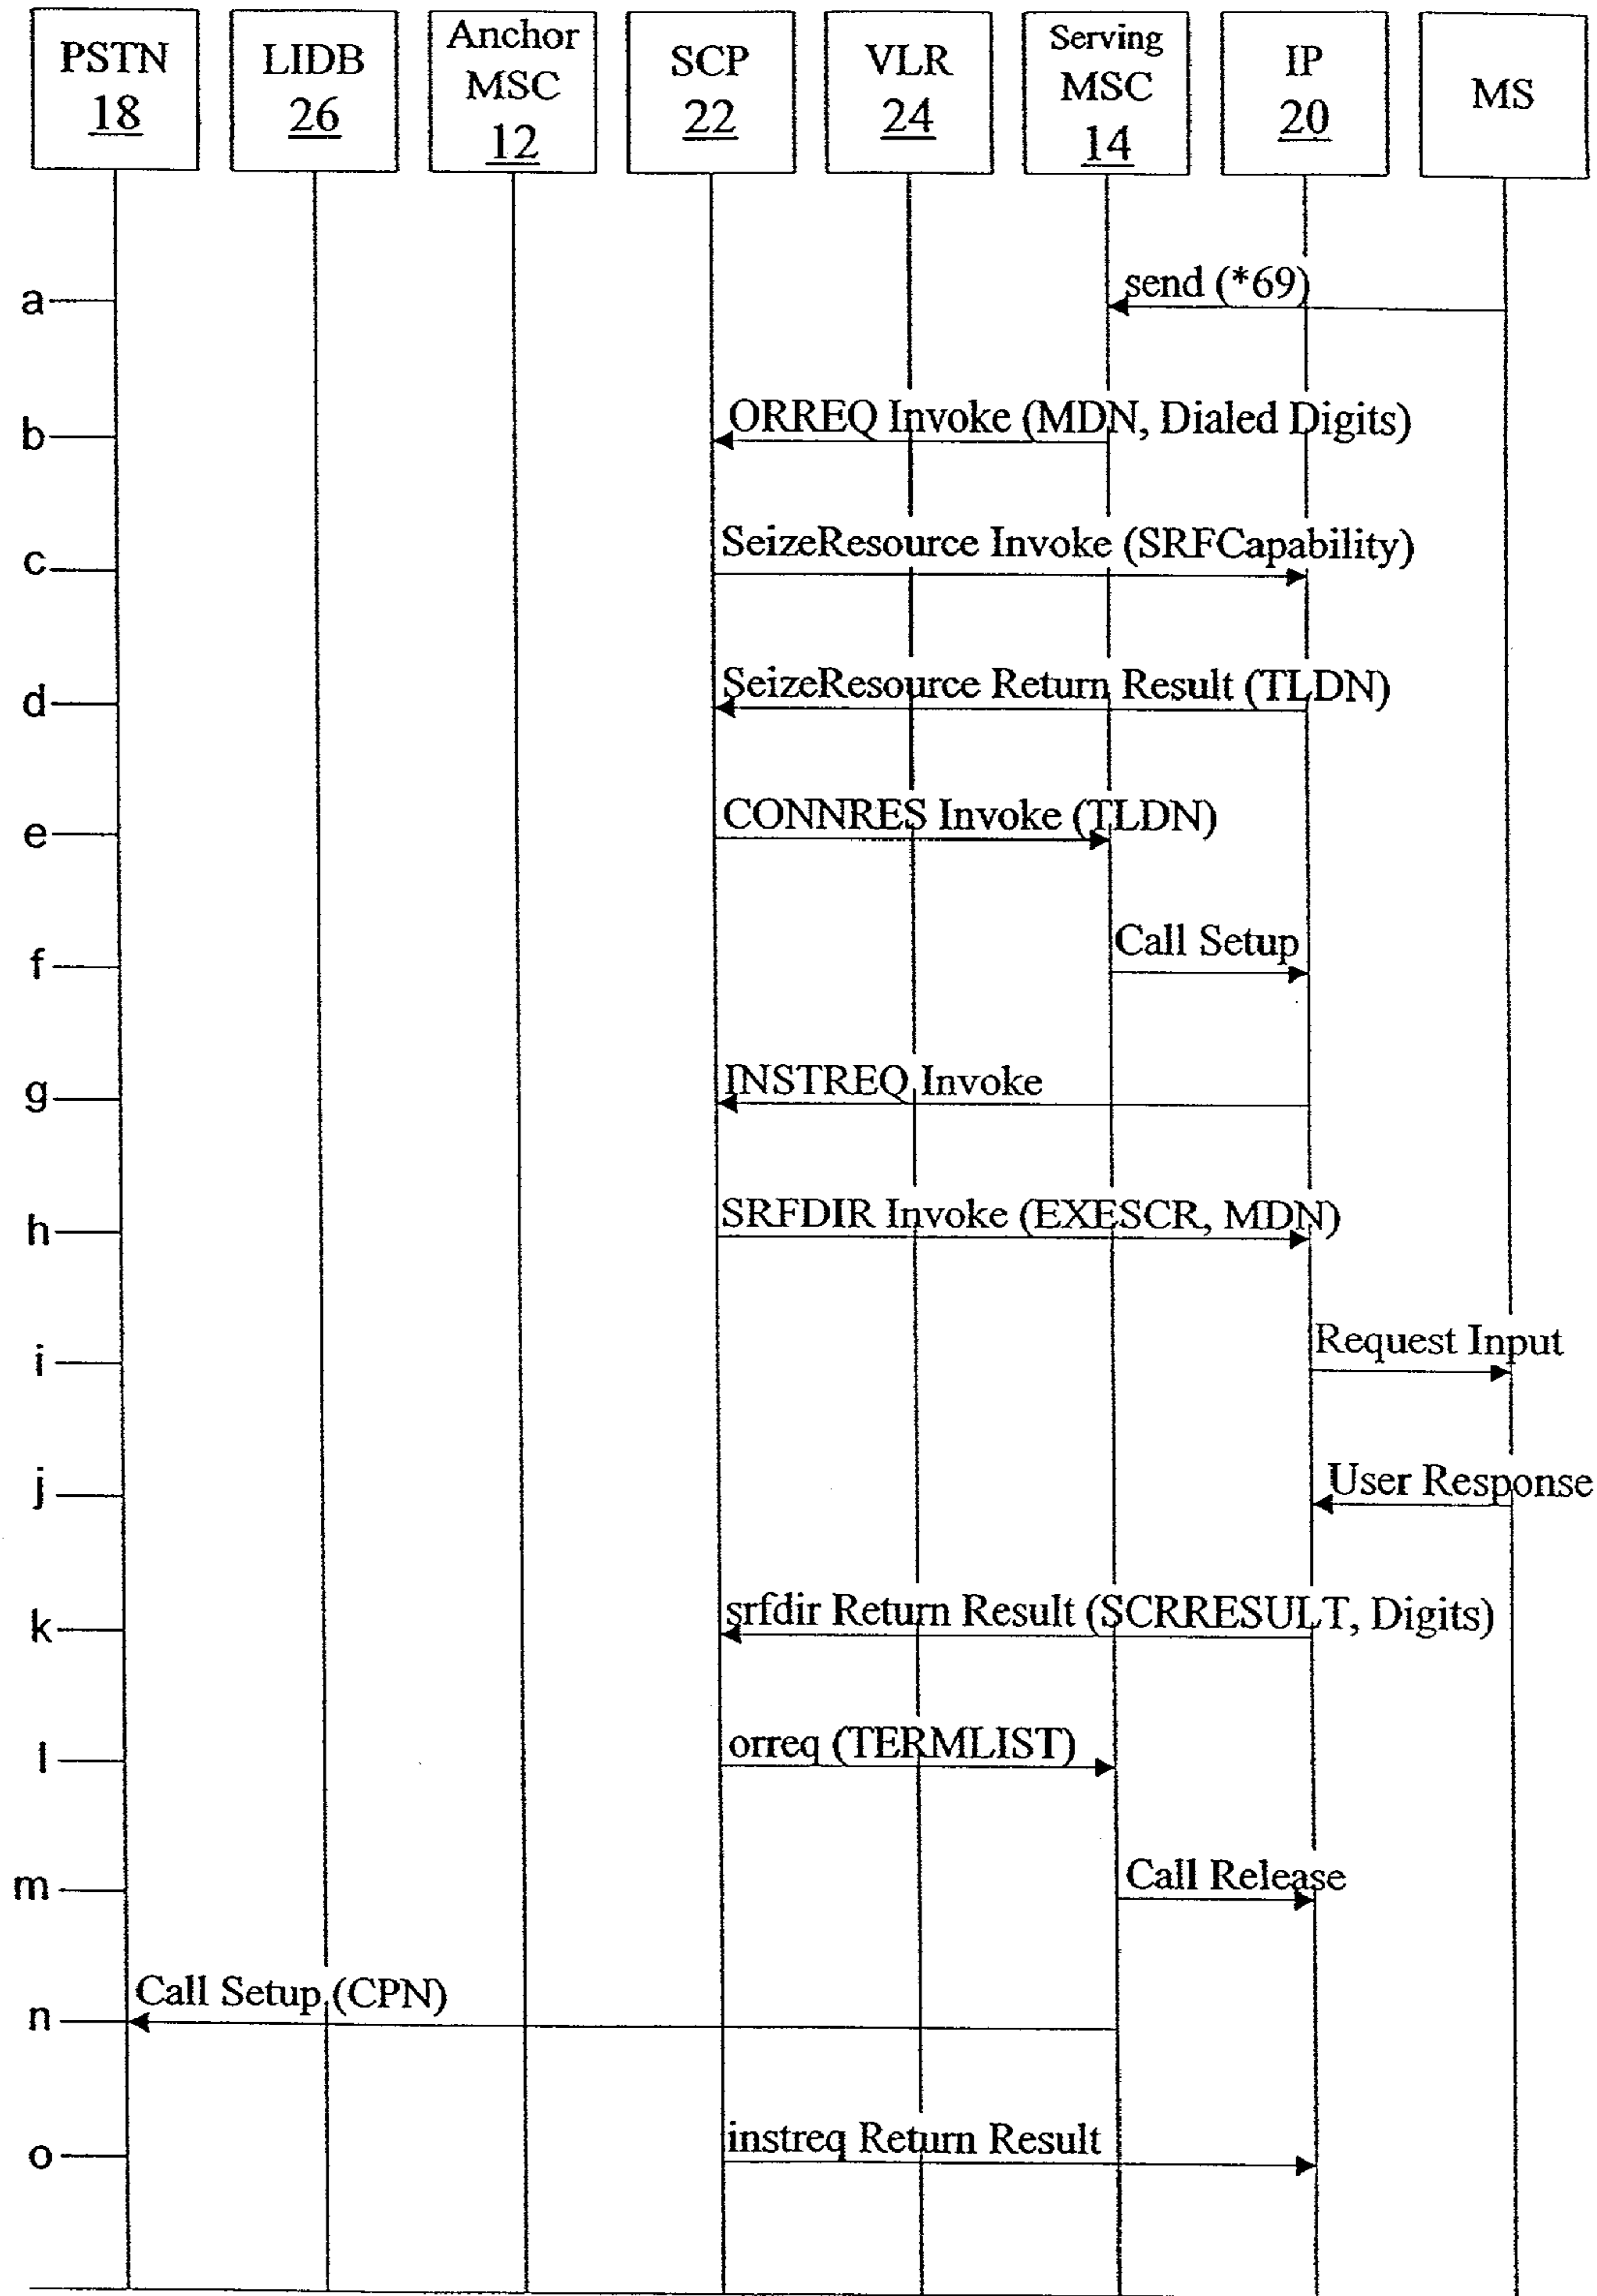 PSTN
18
LIDB
26
Anchor
MSC
12
SCP
22
VLR
24
Serving
MSC
14
IP
20
MS
a
send (*69)
b
ORREQ Invoke (MDN, Dialed Digits)
c
SeizeResource Invoke (SRFCapability)
d
SeizeResource Return Result (TLDN)
e
CONNRES Invoke (TLDN)
f
Call Setup
g
INSTREQ Invoke
h
SRFDIR Invoke (EXESCR, MDN)
i
Request Input
j
User Response
k
srfdir Return Result (SCRRESULT, Digits)
l
orreq (TERMLIST)
m
Call Release
n
Call Setup (CPN)
o
instreq Return Result